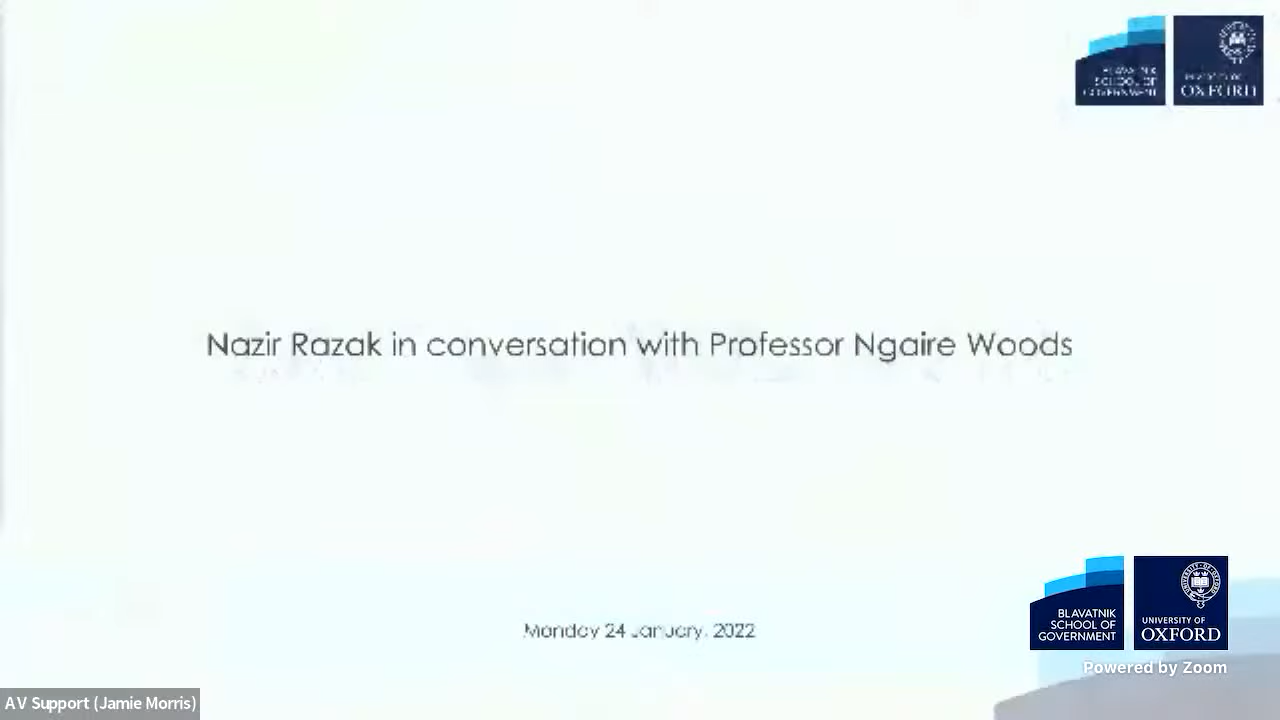 BLAVATNIK
SCHOOL OF
GOVERNMENT
UNIVERSITY OF
OXFORD
Nazir Razak in conversation with Professor Ngaire Woods
Monday 24 January, 2022
BLAVATNIK
SCHOOL OF
GOVERNMENT
UNIVERSITY OF
OXFORD
Powered by Zoom
AV Support (Jamie Morris)